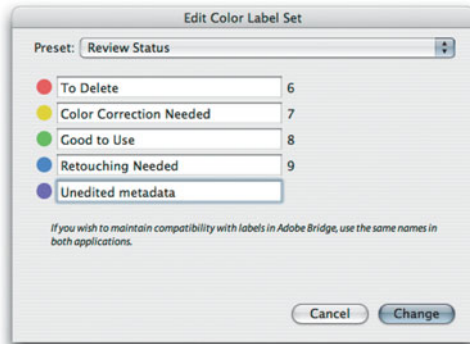 Edit Color Label Set
Preset: Review Status
To Delete 6
Color Correction Needed 7
Good to Use 8
Retouching Needed 9
Unedited metadata
If you wish to maintain compatibility with labels in Adobe Bridge, use the same names in
both applications.
Cancel Change